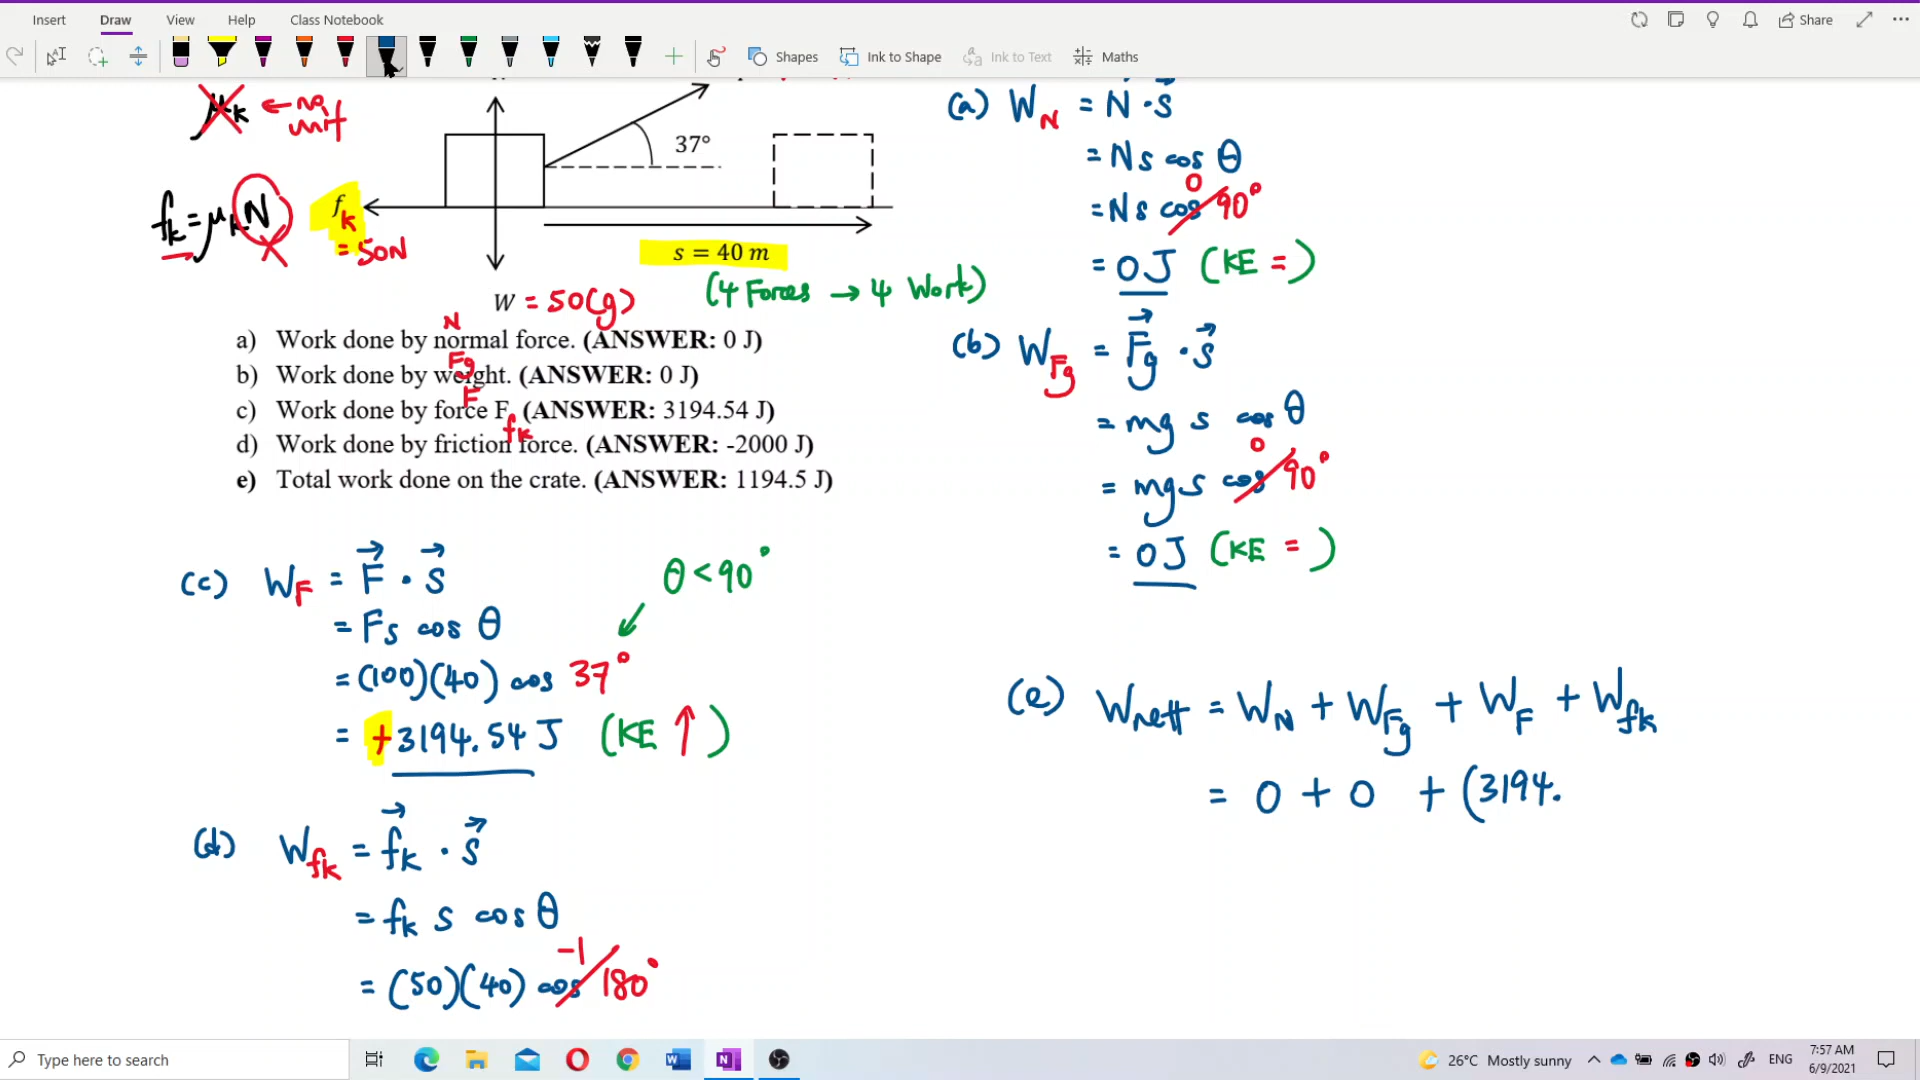 Insert Draw View Help Class Notebook Share
Shapes Ink to Shape Ink to Text Maths
μk ← no unit
37°
fk = μk N
fk = 50N
s = 40 m
W = 50(g)
(4 Forces → 4 Work)
N
a) Work done by normal force. (ANSWER: 0 J)
Fg
b) Work done by weight. (ANSWER: 0 J)
F
c) Work done by force F. (ANSWER: 3194.54 J)
fk
d) Work done by friction force. (ANSWER: -2000 J)
e) Total work done on the crate. (ANSWER: 1194.5 J)
(a) WN = N · s
= Ns cos θ
= Ns cos 90° 0
= 0 J (KE = )
(b) WFg = Fg · s
= mg s cos θ
= mgs cos 90° 0
= 0 J (KE = )
(c) WF = F · s
= Fs cos θ
θ < 90°
= (100)(40) cos 37°
= +3194.54 J (KE ↑ )
(d) Wfk = fk · s
= fk s cos θ
= (50)(40) cos 180° -1
(e) Wnett = WN + WFg + WF + Wfk
= 0 + 0 + (3194.
Type here to search
26°C Mostly sunny ENG 7:57 AM
6/9/2021